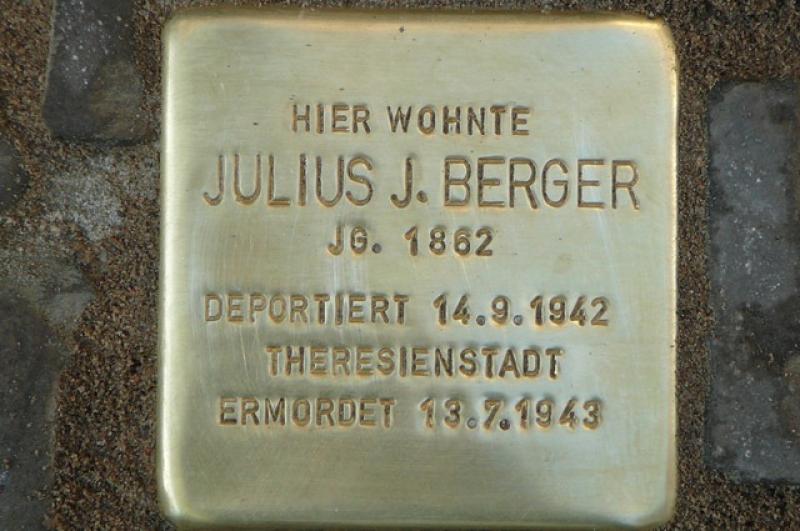 HIER WOHNTE
JULIUS J. BERGER
JG. 1862
DEPORTIERT 14.9.1942
THERESIENSTADT
ERMORDET 13.7.1943